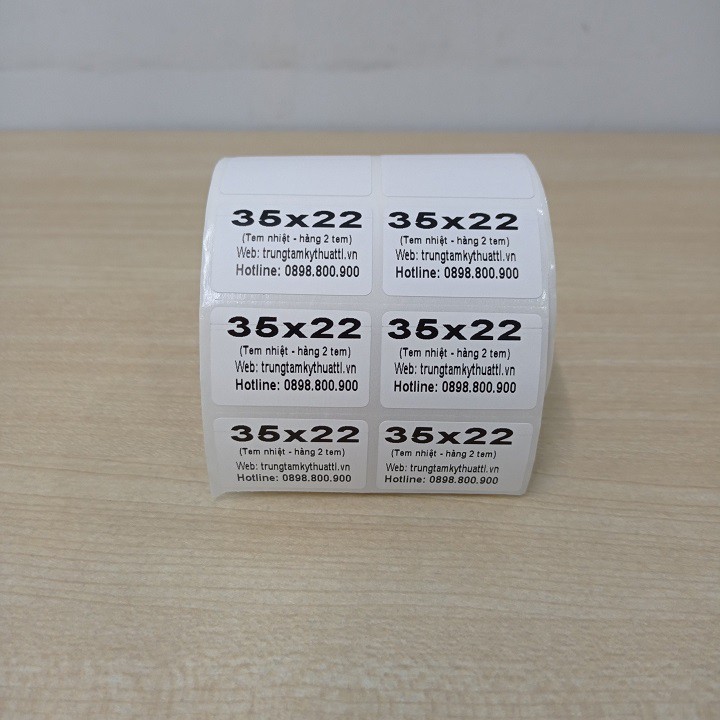 35x22
(Tem nhiệt - hàng 2 tem)
Web: trungtamkythuattl.vn
Hotline: 0898.800.900
35x22
(Tem nhiệt - hàng 2 tem)
Web: trungtamkythuattl.vn
Hotline: 0898.800.900
35x22
(Tem nhiệt - hàng 2 tem)
Web: trungtamkythuattl.vn
Hotline: 0898.800.900
35x22
(Tem nhiệt - hàng 2 tem)
Web: trungtamkythuattl.vn
Hotline: 0898.800.900
35x22
(Tem nhiệt - hàng 2 tem)
Web: trungtamkythuattl.vn
Hotline: 0898.800.900
35x22
(Tem nhiệt - hàng 2 tem)
Web: trungtamkythuattl.vn
Hotline: 0898.800.900